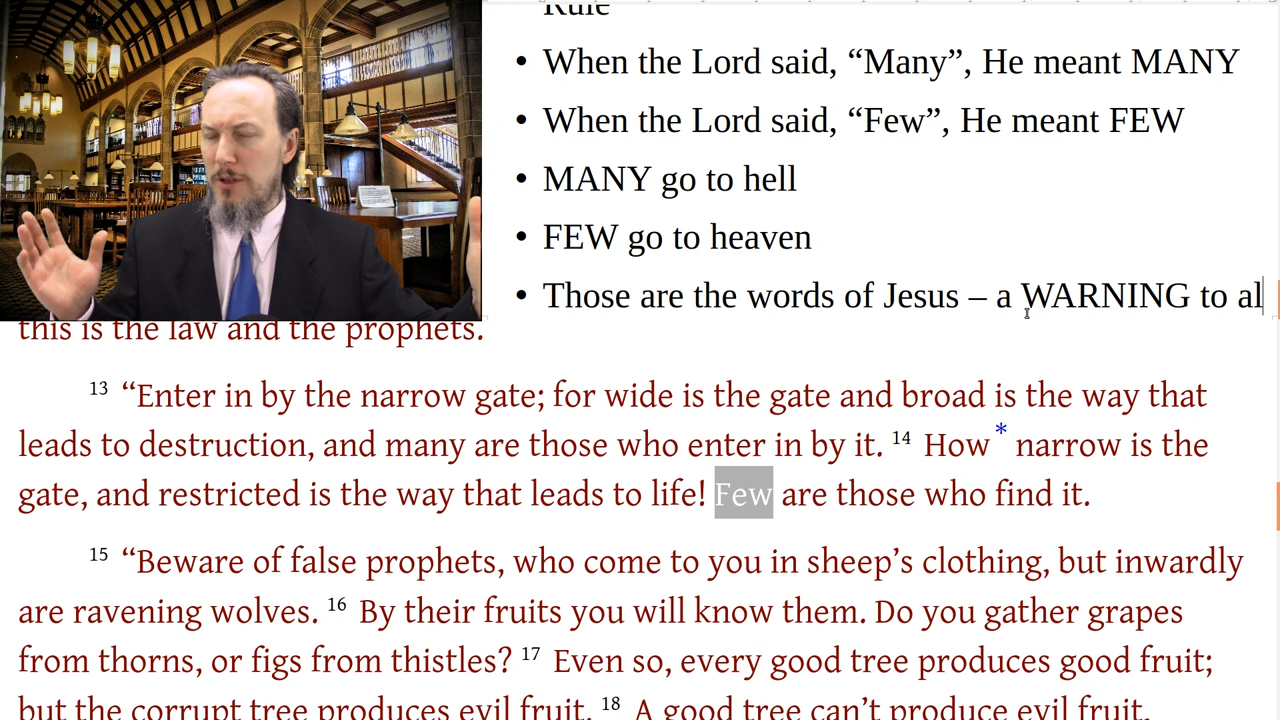 Rule
• When the Lord said, “Many”, He meant MANY
• When the Lord said, “Few”, He meant FEW
• MANY go to hell
• FEW go to heaven
• Those are the words of Jesus – a WARNING to al
this is the law and the prophets.
13 “Enter in by the narrow gate; for wide is the gate and broad is the way that
leads to destruction, and many are those who enter in by it. 14 How* narrow is the
gate, and restricted is the way that leads to life! Few are those who find it.
15 “Beware of false prophets, who come to you in sheep’s clothing, but inwardly
are ravening wolves. 16 By their fruits you will know them. Do you gather grapes
from thorns, or figs from thistles? 17 Even so, every good tree produces good fruit;
but the corrupt tree produces evil fruit. 18 A good tree can’t produce evil fruit,